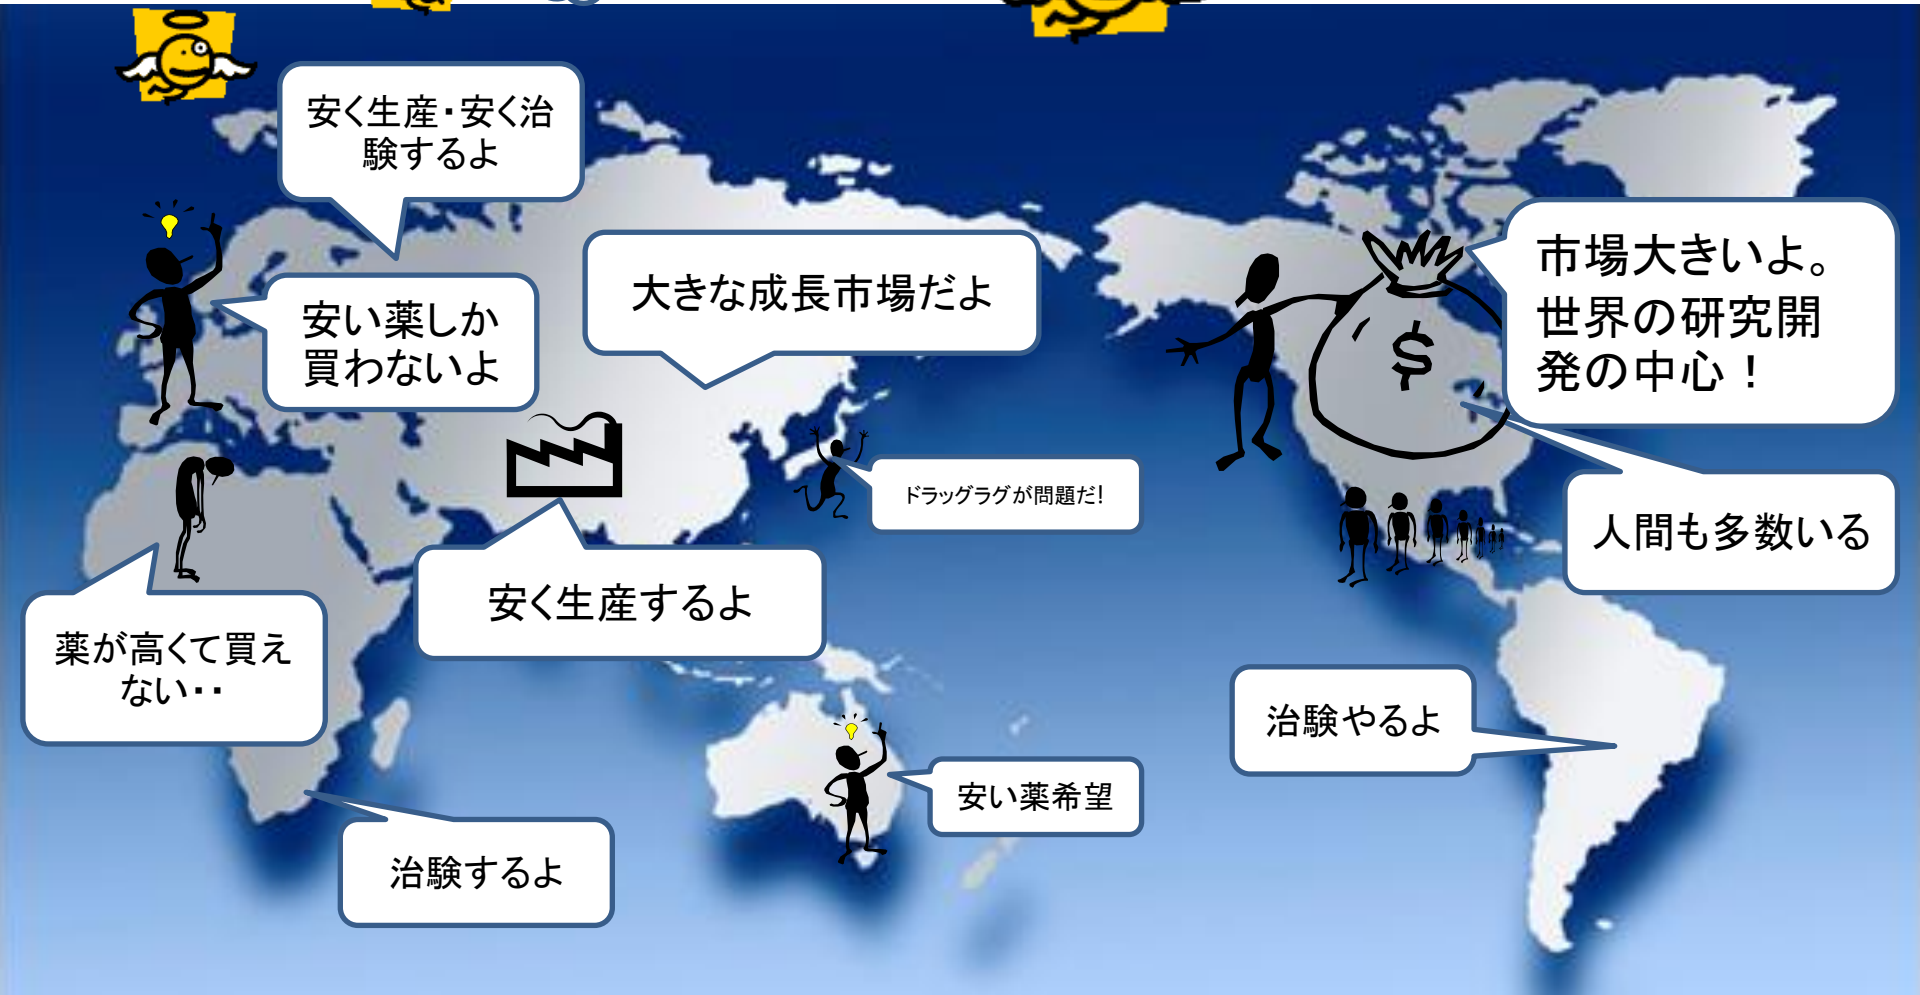 安く生産・安く治
験するよ
安い薬しか
買わないよ
大きな成長市場だよ
市場大きいよ。
世界の研究開
発の中心！
ドラッグラグが問題だ!
人間も多数いる
安く生産するよ
薬が高くて買え
ない・・
治験やるよ
安い薬希望
治験するよ
$